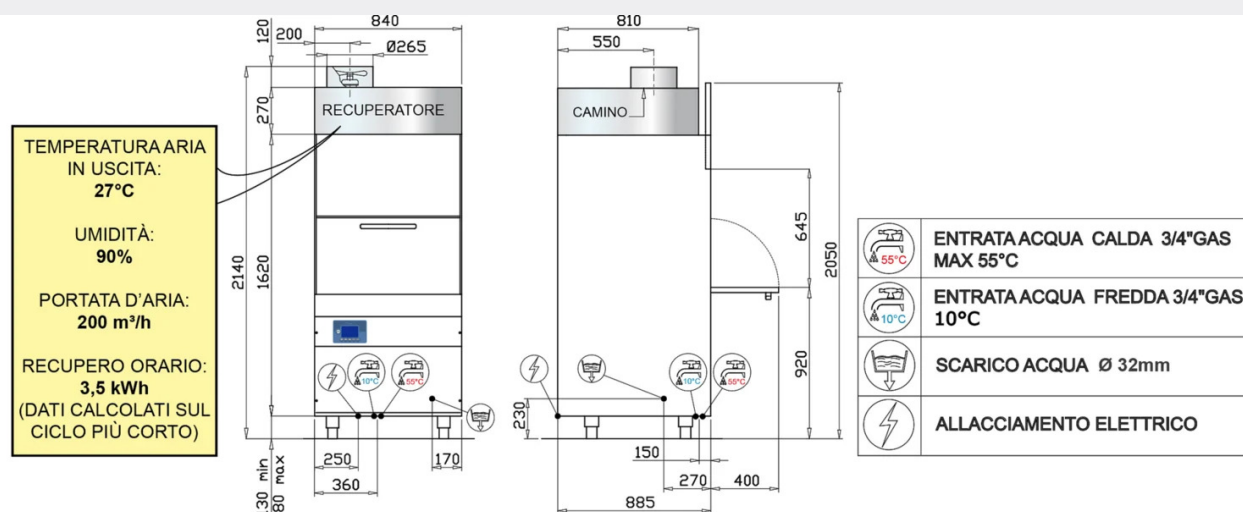 TEMPERATURA ARIA
IN USCITA:
27°C
UMIDITÀ:
90%
PORTATA D'ARIA:
200 m³/h
RECUPERO ORARIO:
3,5 kWh
(DATI CALCOLATI SUL
CICLO PIÙ CORTO)
840
200
Ø265
120
270
RECUPERATORE
2140
1620
10°C
55°C
250
170
360
min
max
810
550
CAMINO
645
2050
920
10°C
55°C
230
150
270
400
885
55°C
ENTRATA ACQUA CALDA 3/4"GAS
MAX 55°C
10°C
ENTRATA ACQUA FREDDA 3/4"GAS
10°C
SCARICO ACQUA Ø 32mm
ALLACCIAMENTO ELETTRICO